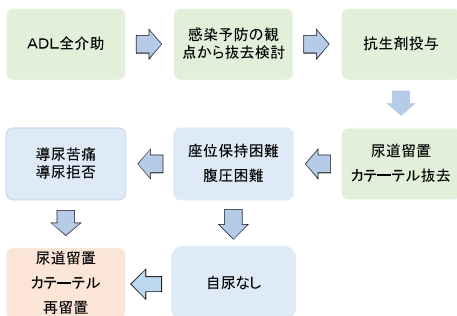 ADL全介助
感染予防の観
点から抜去検討
抗生剤投与
尿道留置
カテーテル抜去
座位保持困難
腹圧困難
導尿苦痛
導尿拒否
自尿なし
尿道留置
カテーテル
再留置